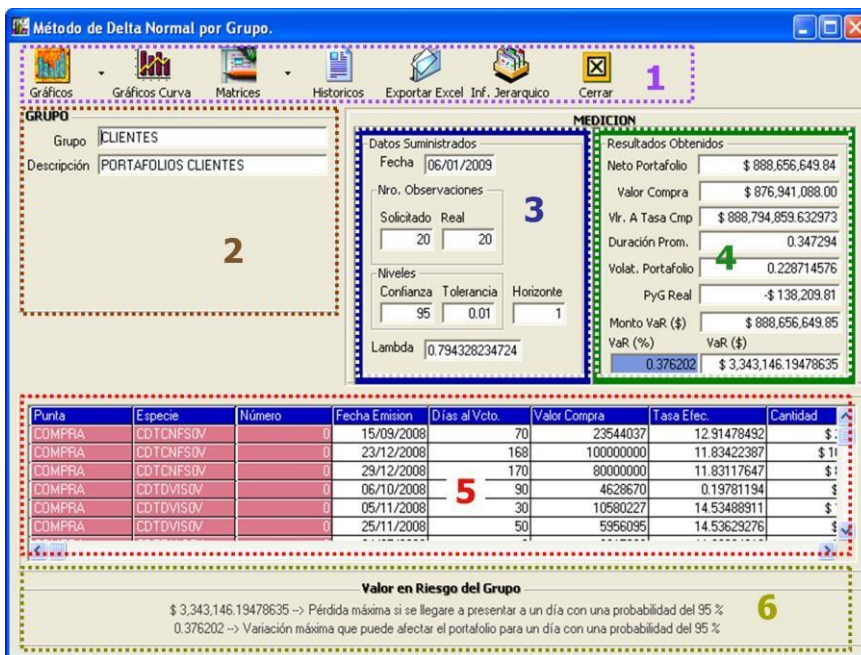 Método de Delta Normal por Grupo.
Gráficos Gráficos Curva Matrices Historicos Exportar Excel Inf. Jerarquico Cerrar
1
GRUPO
Grupo CLIENTES
Descripción PORTAFOLIOS CLIENTES
2
MEDICION
Datos Suministrados
Fecha 06/01/2009
Nro. Observaciones
Solicitado Real
20 20
3
Niveles
Confianza Tolerancia Horizonte
95 0.01 1
Lambda 0.794328234724
Resultados Obtenidos
Neto Portafolio $ 888,656,649.84
Valor Compra $ 876,941,088.00
Vlr. A Tasa Cmp $ 888,794,859.632973
Duración Prom. 0.347294
Volat. Portafolio 0.228714576
4
PyG Real -$ 138,209.81
Monto VaR ($) $ 888,656,649.85
VaR (%) VaR ($)
0.376202 $ 3,343,146.19478635
Punta Especie Número Fecha Emision Días al Vcto. Valor Compra Tasa Efec. Cantidad
COMPRA CDTCNFS0V 0 15/09/2008 70 23544037 12.91478492
COMPRA CDTCNFS0V 0 23/12/2008 168 100000000 11.83422387
COMPRA CDTCNFS0V 0 29/12/2008 170 80000000 11.83117647
COMPRA CDTDVIS0V 0 06/10/2008 90 4628670 0.19781194 $
COMPRA CDTDVIS0V 0 05/11/2008 30 10580227 14.53488911
COMPRA CDTDVIS0V 0 25/11/2008 50 5956095 14.53629276 $
5
Valor en Riesgo del Grupo
$ 3,343,146.19478635 --> Pérdida máxima si se llegare a presentar a un día con una probabilidad del 95 %
0.376202 --> Variación máxima que puede afectar el portafolio para un día con una probabilidad del 95 %
6